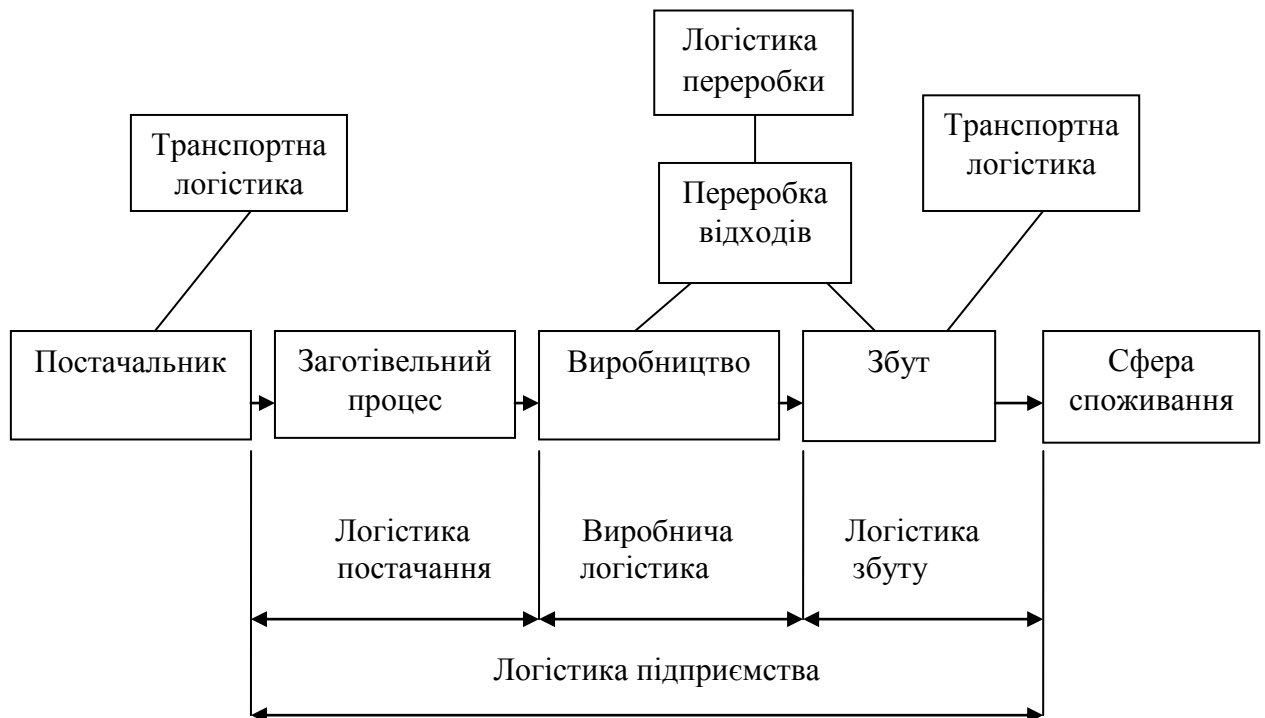 Логістика
переробки
Транспортна
логістика
Транспортна
логістика
Переробка
відходів
Постачальник
Заготівельний
процес
Виробництво
Збут
Сфера
споживання
Логістика
постачання
Виробнича
логістика
Логістика
збуту
Логістика підприємства